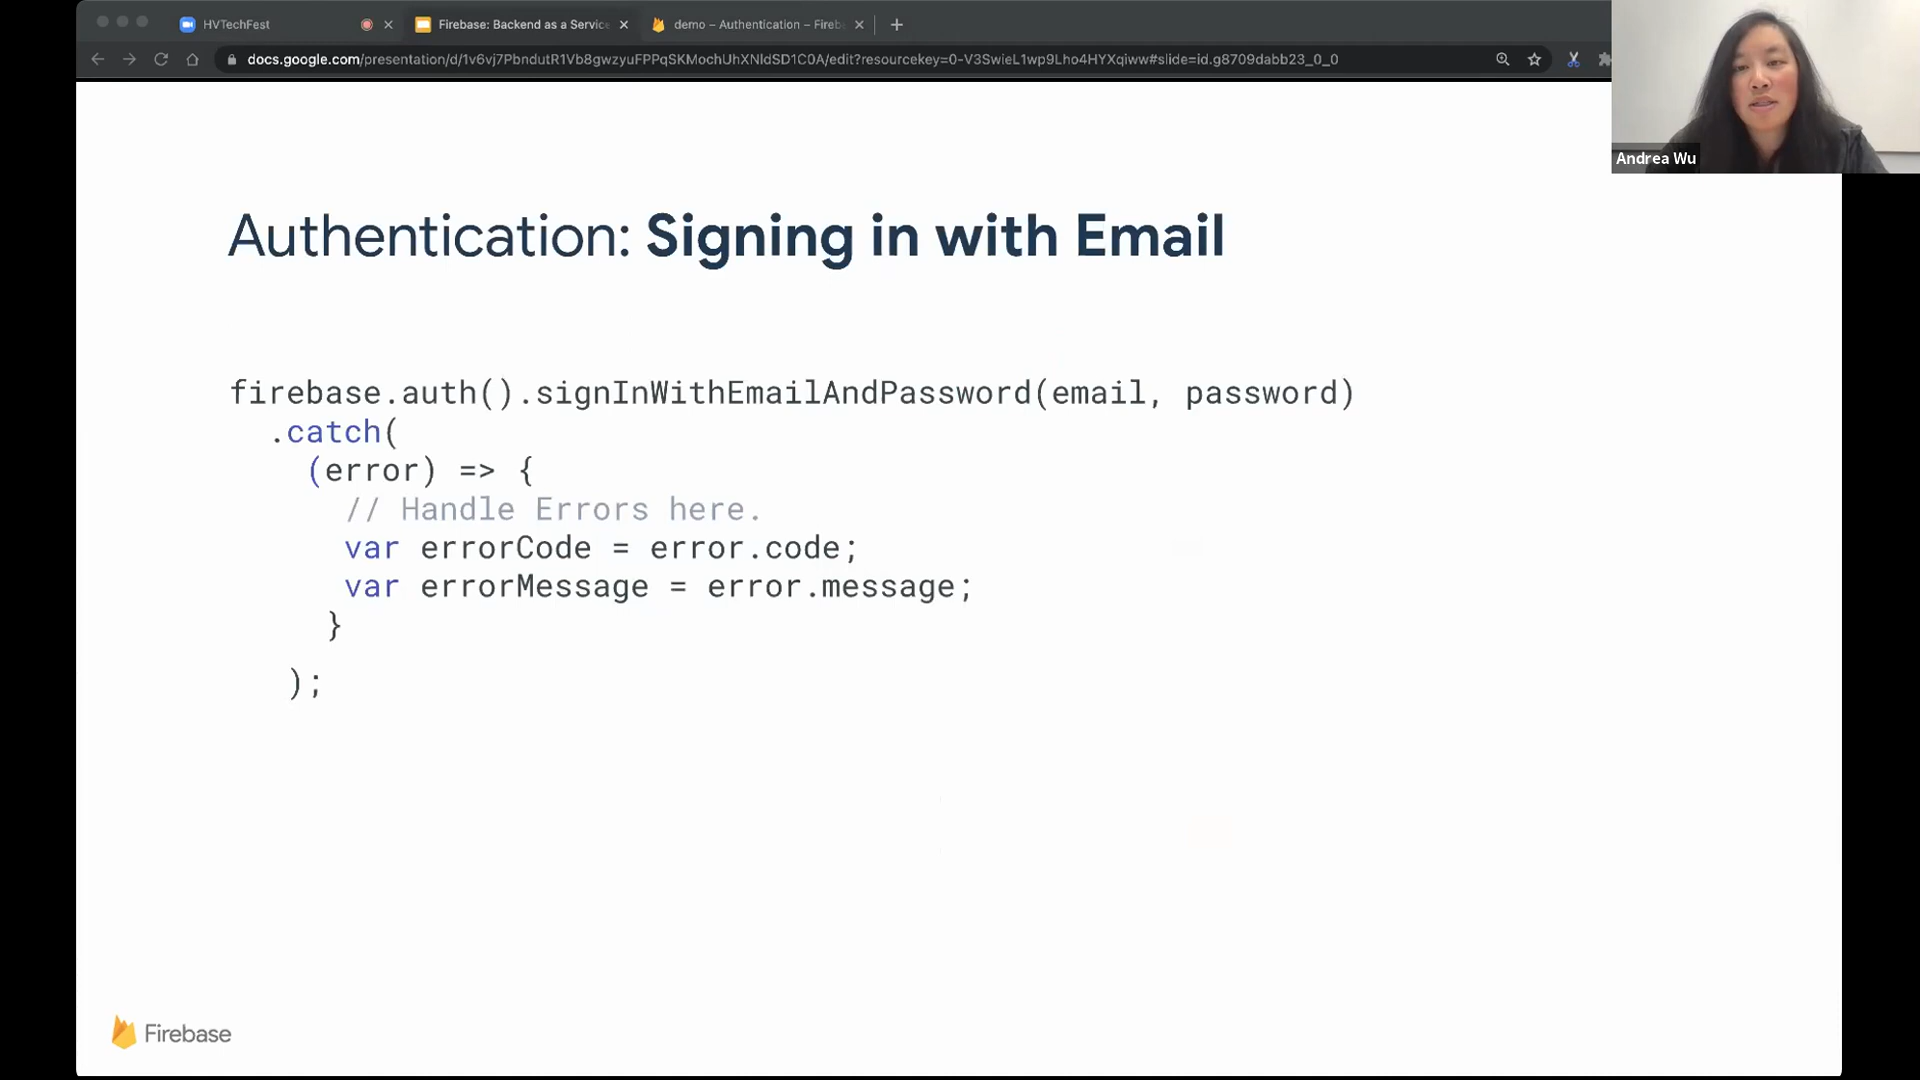 HVTechFest
Firebase: Backend as a Service
demo – Authentication – Fireb
docs.google.com/presentation/d/1v6vj7PbndutR1Vb8gwzyuFPPqSKMochUhXNldSD1C0A/edit?resourcekey=0-V3SwieL1wp9Lho4HYXqiww#slide=id.g8709dabb23_0_0
Andrea Wu
Authentication: Signing in with Email
firebase.auth().signInWithEmailAndPassword(email, password)
.catch(
(error) => {
// Handle Errors here.
var errorCode = error.code;
var errorMessage = error.message;
}
);
Firebase